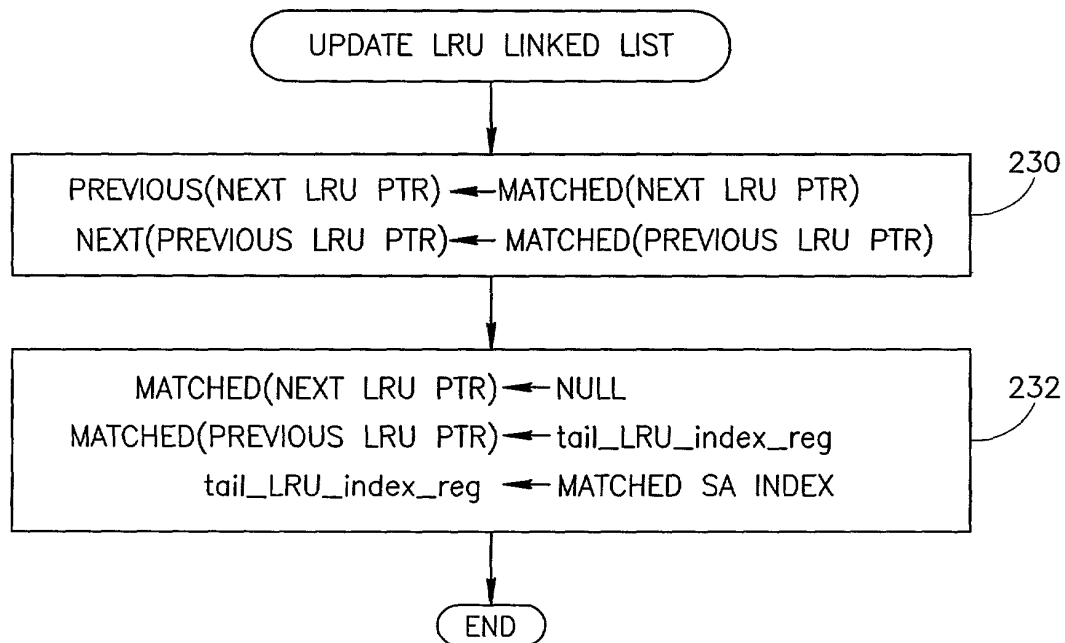 UPDATE LRU LINKED LIST
PREVIOUS(NEXT LRU PTR) ← MATCHED(NEXT LRU PTR)
NEXT(PREVIOUS LRU PTR) ← MATCHED(PREVIOUS LRU PTR)
230
MATCHED(NEXT LRU PTR) ← NULL
MATCHED(PREVIOUS LRU PTR) ← tail_LRU_index_reg
tail_LRU_index_reg ← MATCHED SA INDEX
232
END